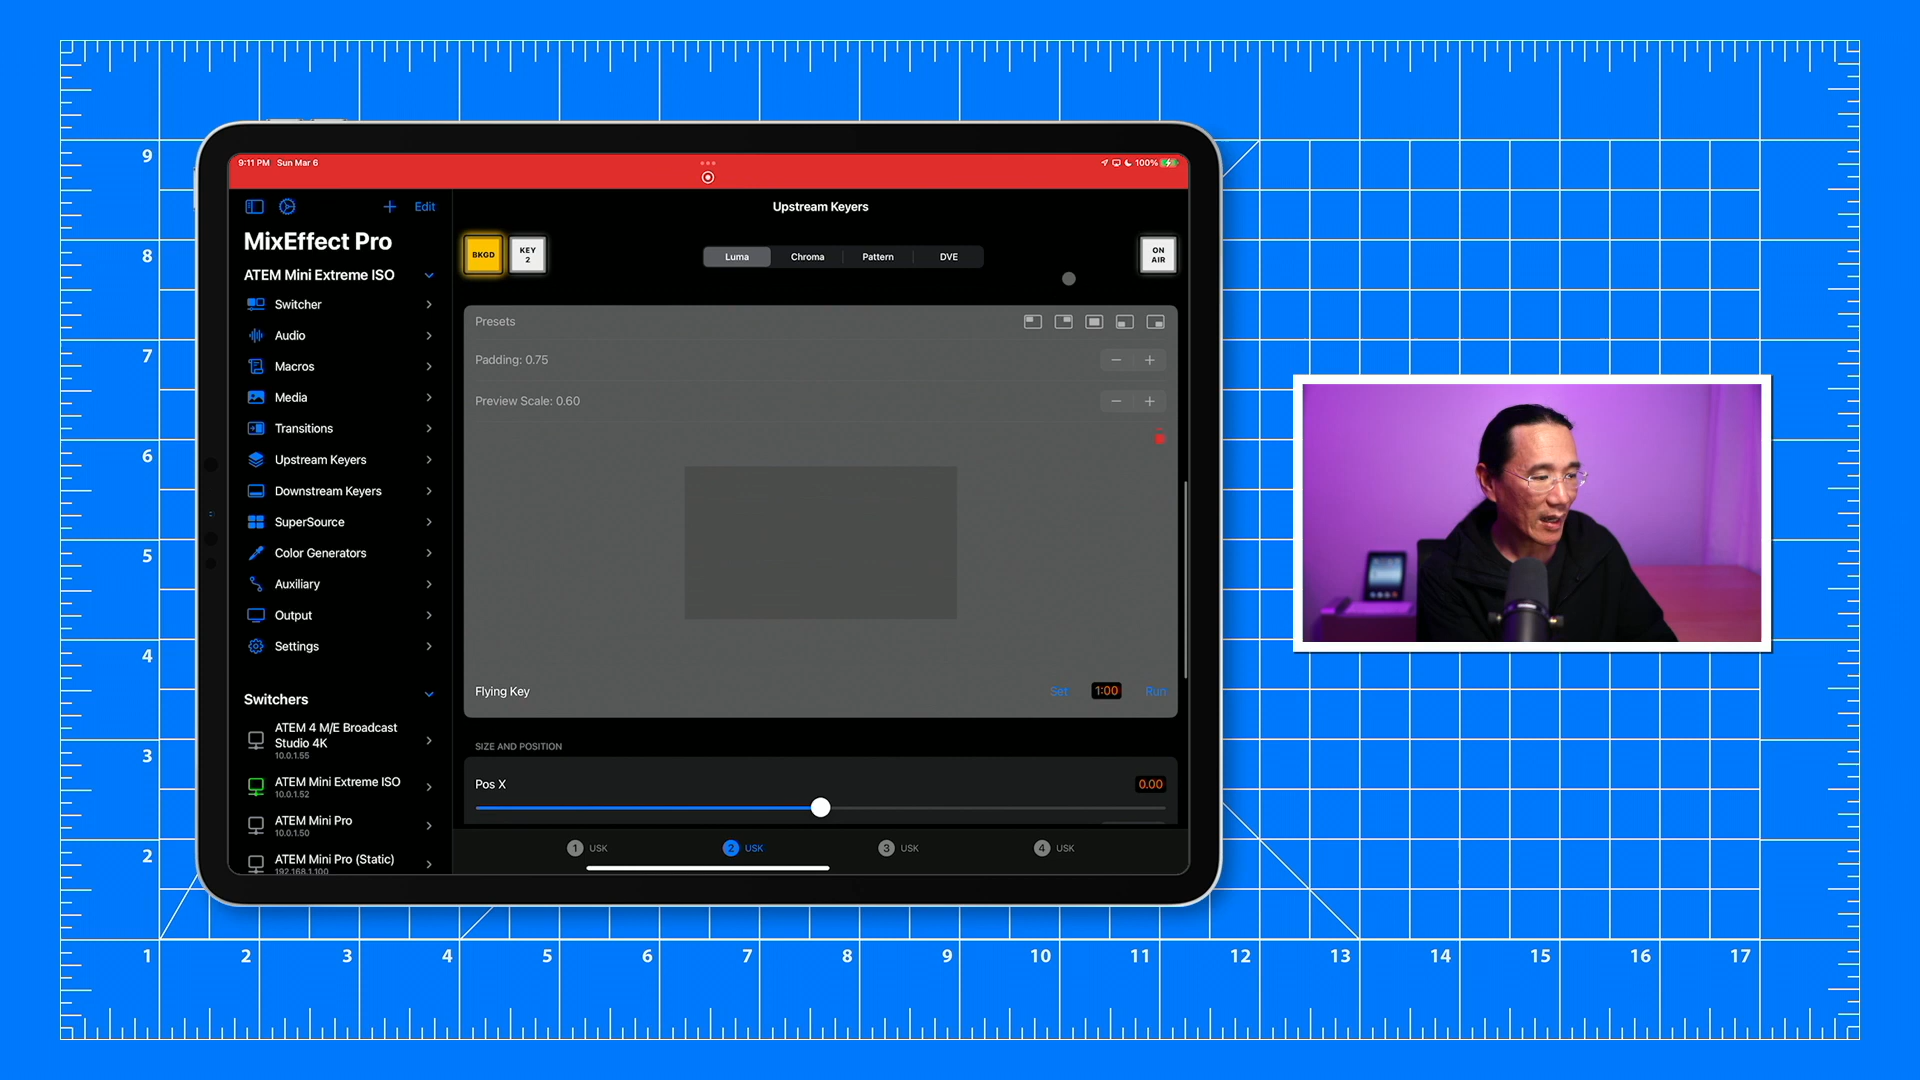 9:11 PM Sun Mar 6
100%
Edit
Upstream Keyers
MixEffect Pro
ATEM Mini Extreme ISO
Switcher
Audio
Macros
Media
Transitions
Upstream Keyers
Downstream Keyers
SuperSource
Color Generators
Auxiliary
Output
Settings
Switchers
ATEM 4 M/E Broadcast
Studio 4K
10.0.1.55
ATEM Mini Extreme ISO
10.0.1.52
ATEM Mini Pro
10.0.1.50
ATEM Mini Pro (Static)
192.168.1.100
BKGD
KEY
2
Luma
Chroma
Pattern
DVE
ON
AIR
Presets
Padding: 0.75
Preview Scale: 0.60
Flying Key
Set
1:00
Run
SIZE AND POSITION
Pos X
0.00
1 USK
2 USK
3 USK
4 USK
9
8
7
6
5
4
3
2
1
2
3
4
5
6
7
8
9
10
11
12
13
14
15
16
17